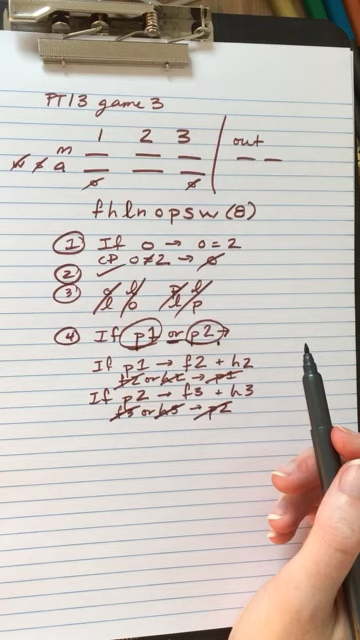 PT13 game 3
1 2 3 out
m
w s a
o o
f h l n o p s w (8)
1 If o → o = 2
CP o ≠ 2 → o
2 ✓
3 o/l l/o p/l l/p
4 If p1 or p2 →
If p1 → f2 + h2
f2 or h2 → p1
If p2 → f3 + h3
f3 or h3 → p2